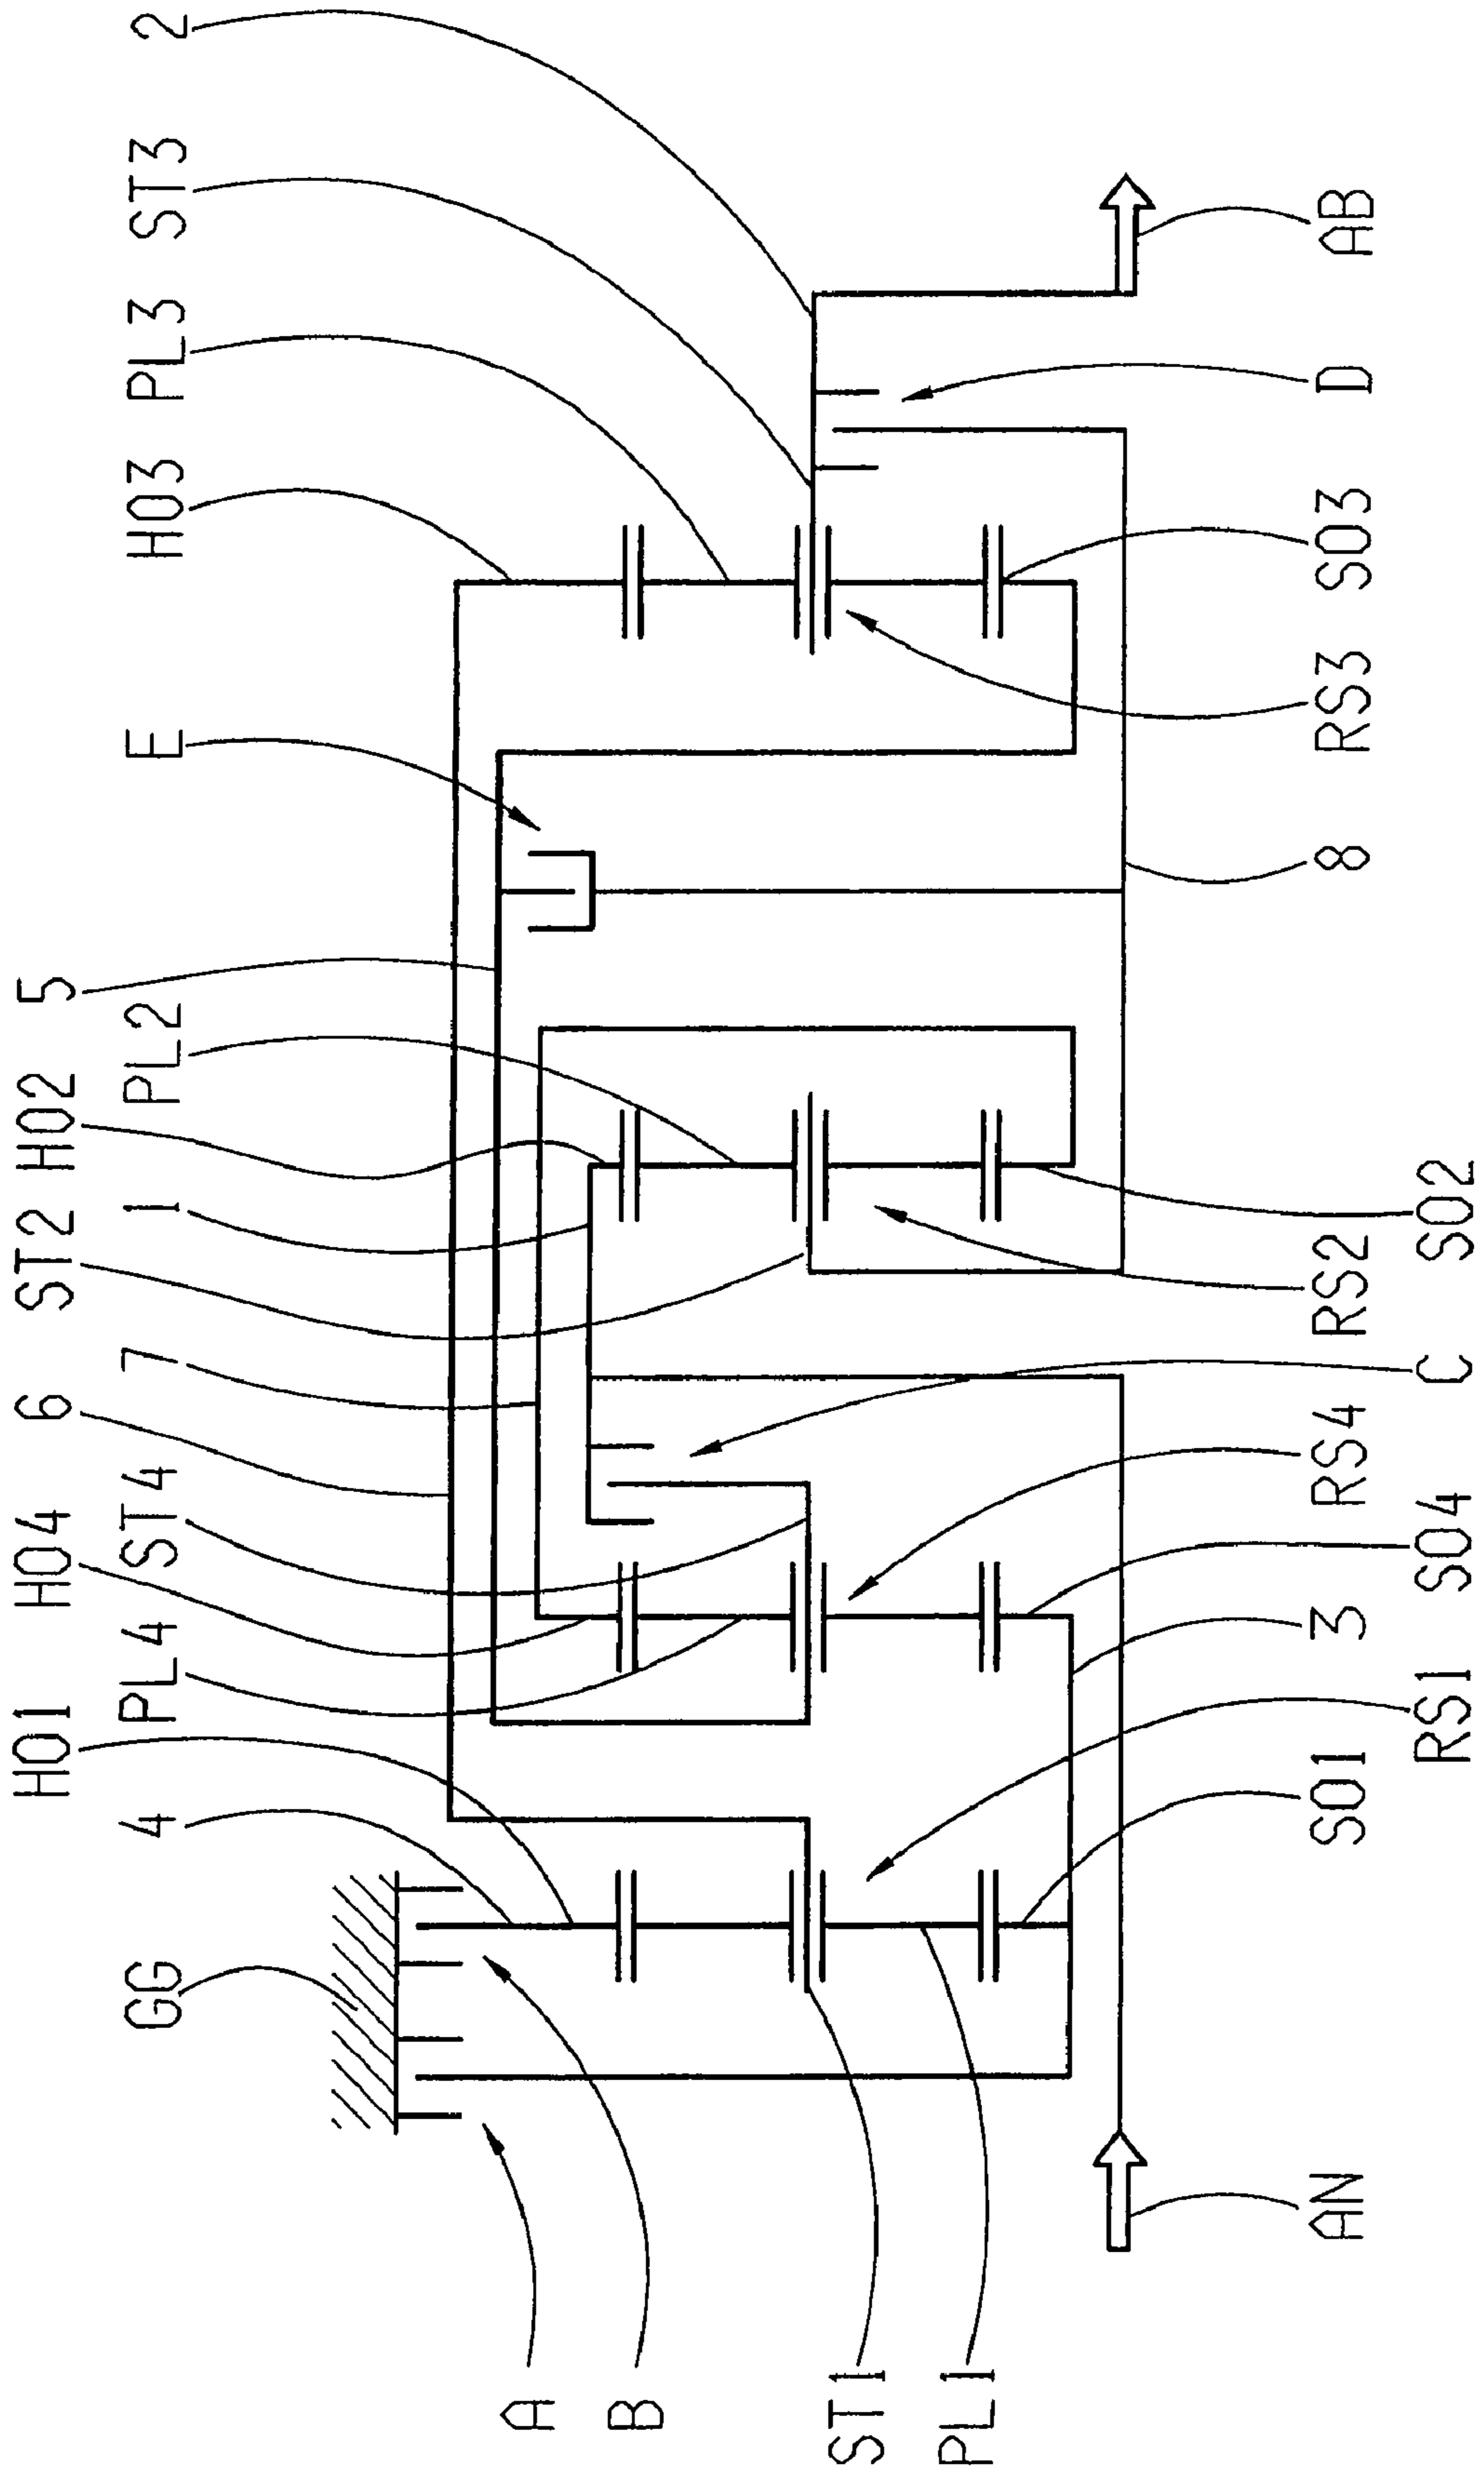 HO1
HO4
6
ST2
HO2
5
GG
4
PL4
ST4
7
1
PL2
E
HO3
PL3
ST3
2
A
B
ST1
PL1
AN
SO1
3
RS4
RS2
8
RS3
SO3
D
AB
RS1
SO4
C
SO2